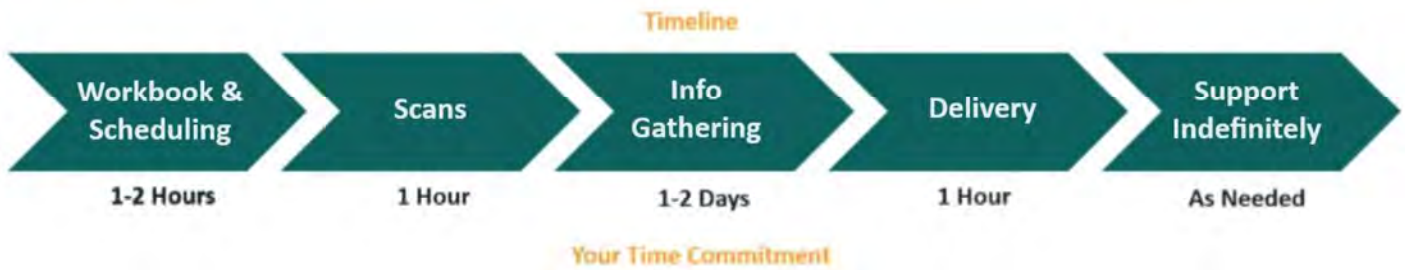 Timeline
Workbook &
Scheduling
Scans
Info
Gathering
Delivery
Support
Indefinitely
1-2 Hours
1 Hour
1-2 Days
1 Hour
As Needed
Your Time Commitment